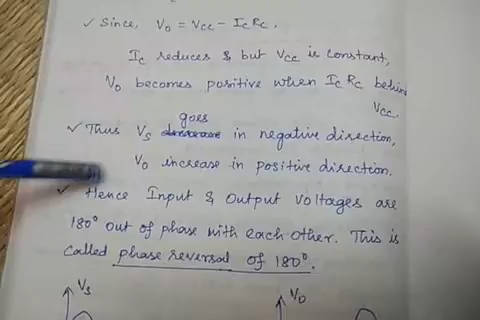 ✓ Since, V₀ = Vcc - IcRc,
Ic reduces & but Vcc is constant,
V₀ becomes positive when IcRc behind
Vcc.
goes
✓ Thus Vs in negative direction,
V₀ increase in positive direction.
✓ Hence Input & Output voltages are
180° out of phase with each other. This is
called phase reversal of 180°.
Vs V₀